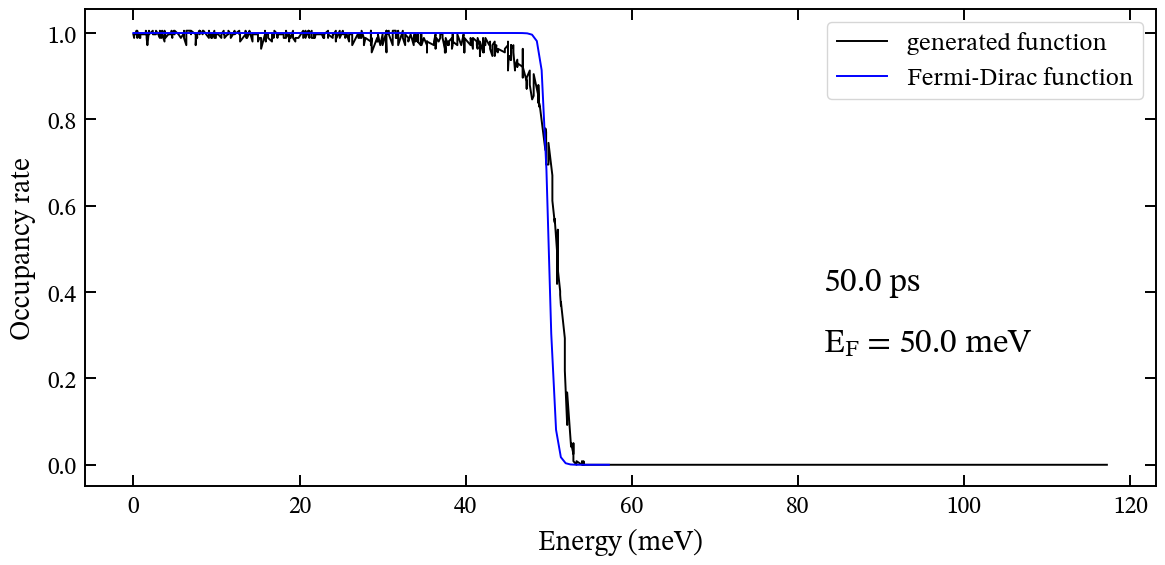 1.0
0.8
0.6
0.4
0.2
0.0
Occupancy rate
generated function
Fermi-Dirac function
50.0 ps
E_F = 50.0 meV
0 20 40 60 80 100 120
Energy (meV)